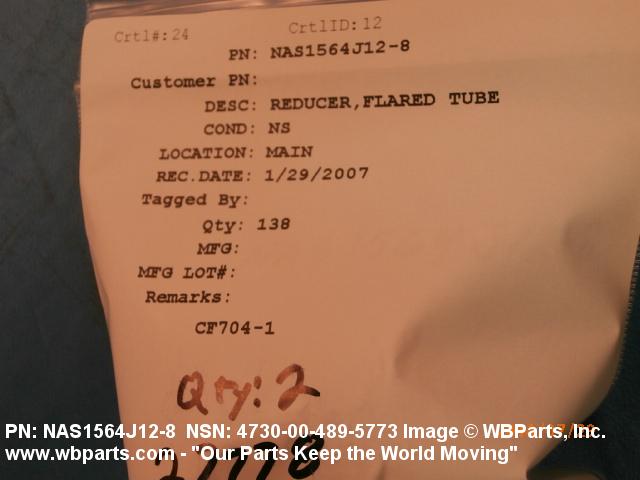 Crtl#: 24 CrtlID: 12
PN: NAS1564J12-8
Customer PN:
DESC: REDUCER,FLARED TUBE
COND: NS
LOCATION: MAIN
REC.DATE: 1/29/2007
Tagged By:
Qty: 138
MFG:
MFG LOT#:
Remarks:
CF704-1
Qty: 2
PN: NAS1564J12-8 NSN: 4730-00-489-5773 Image © WBParts, Inc.
www.wbparts.com - "Our Parts Keep the World Moving"